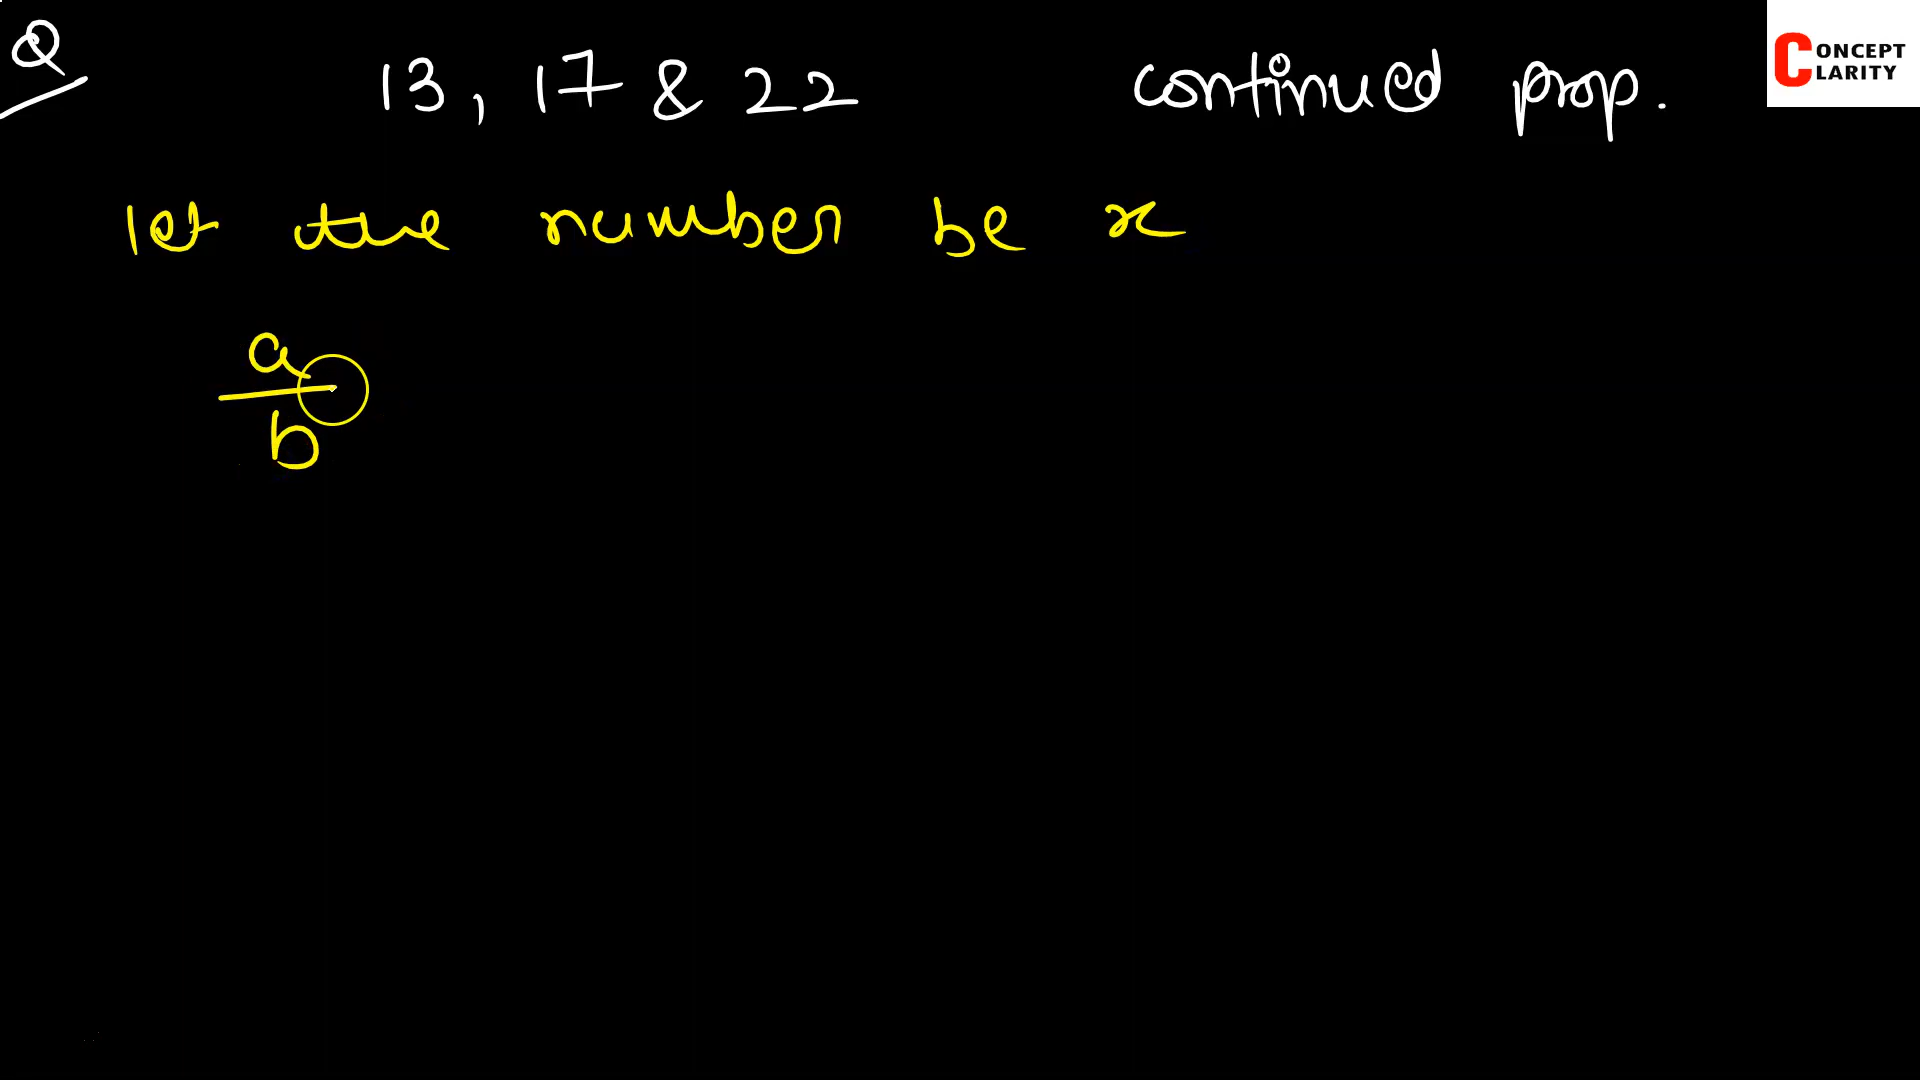 Q 13, 17 & 22 continued prop.
CONCEPT
CLARITY
let the number be x
a
b